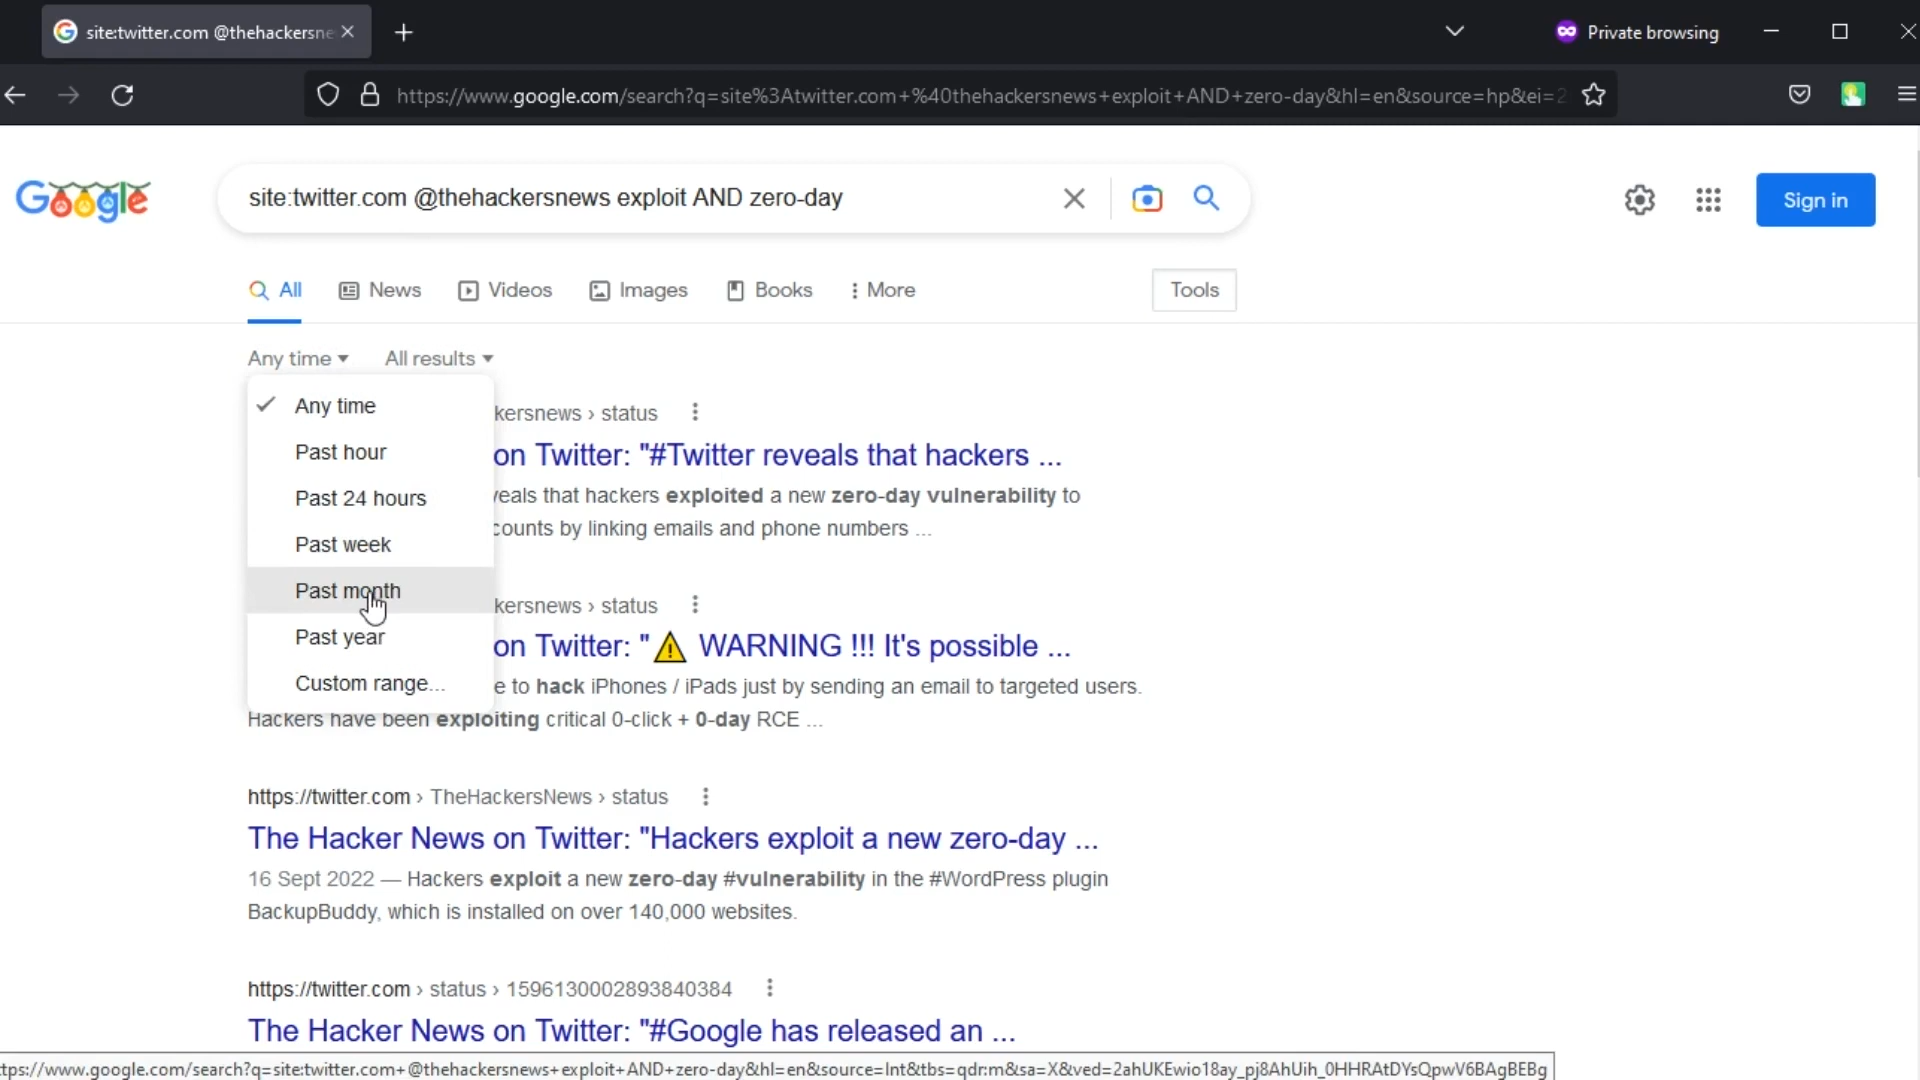 site:twitter.com @thehackersne
Private browsing
https://www.google.com/search?q=site%3Atwitter.com+%40thehackersnews+exploit+AND+zero-day&hl=en&source=hp&ei=2
Google
site:twitter.com @thehackersnews exploit AND zero-day
Sign in
All
News
Videos
Images
Books
More
Tools
Any time
All results
Any time
Past hour
Past 24 hours
Past week
Past month
Past year
Custom range...
kersnews › status
on Twitter: "#Twitter reveals that hackers ...
eals that hackers exploited a new zero-day vulnerability to
counts by linking emails and phone numbers ...
kersnews › status
on Twitter: "⚠ WARNING !!! It's possible ...
e to hack iPhones / iPads just by sending an email to targeted users.
Hackers have been exploiting critical 0-click + 0-day RCE ...
https://twitter.com › TheHackersNews › status
The Hacker News on Twitter: "Hackers exploit a new zero-day ...
16 Sept 2022 — Hackers exploit a new zero-day #vulnerability in the #WordPress plugin
BackupBuddy, which is installed on over 140,000 websites.
https://twitter.com › status › 1596130002893840384
The Hacker News on Twitter: "#Google has released an ...
tps://www.google.com/search?q=site:twitter.com+@thehackersnews+exploit+AND+zero-day&hl=en&source=lnt&tbs=qdr:m&sa=X&ved=2ahUKEwio18ay_pj8AhUih_0HHRAtDYsQpwV6BAgBEBg